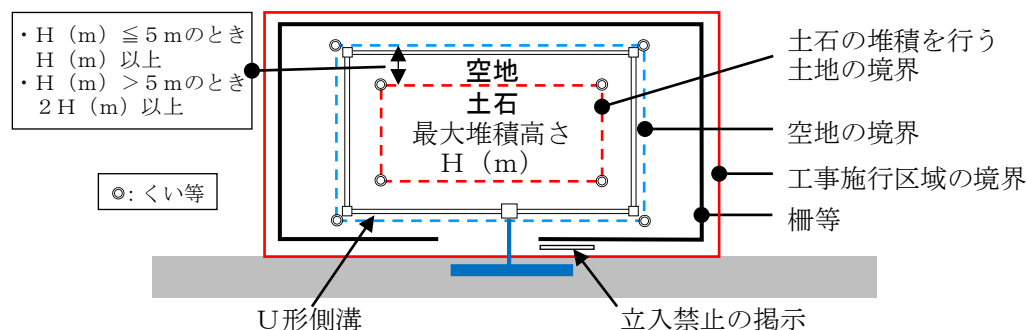 ・H（m）≦5mのとき
H（m）以上
・H（m）＞5mのとき
2H（m）以上
◎: くい等
空地
土石
最大堆積高さ
H（m）
土石の堆積を行う
土地の境界
空地の境界
工事施行区域の境界
柵等
U形側溝
立入禁止の掲示